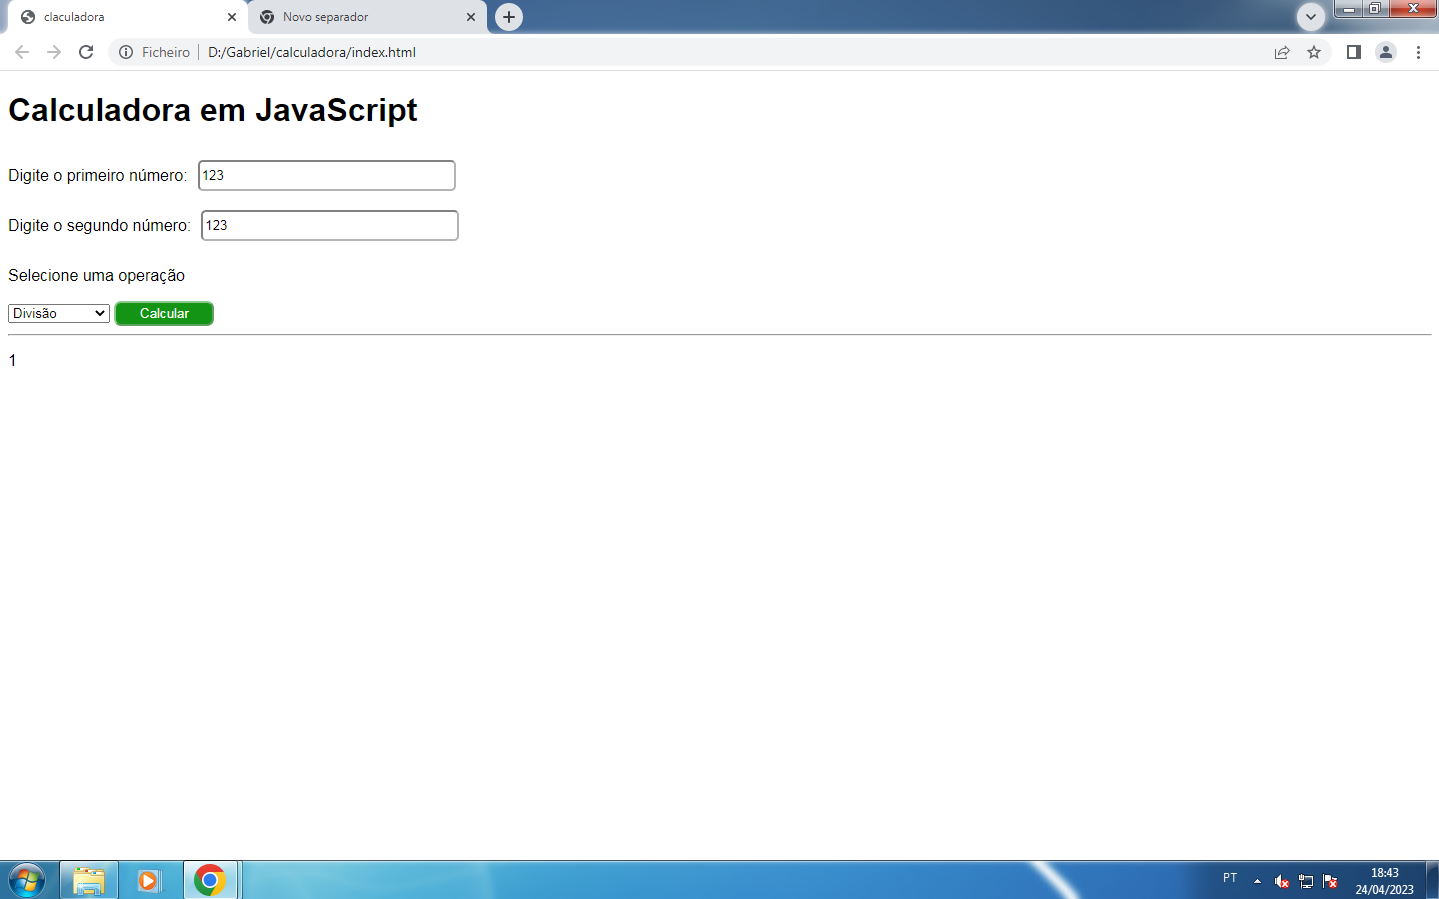 claculadora
Novo separador
Ficheiro
D:/Gabriel/calculadora/index.html
Calculadora em JavaScript
Digite o primeiro número: 123
Digite o segundo número: 123
Selecione uma operação
Divisão Calcular
1
PT
18:43
24/04/2023